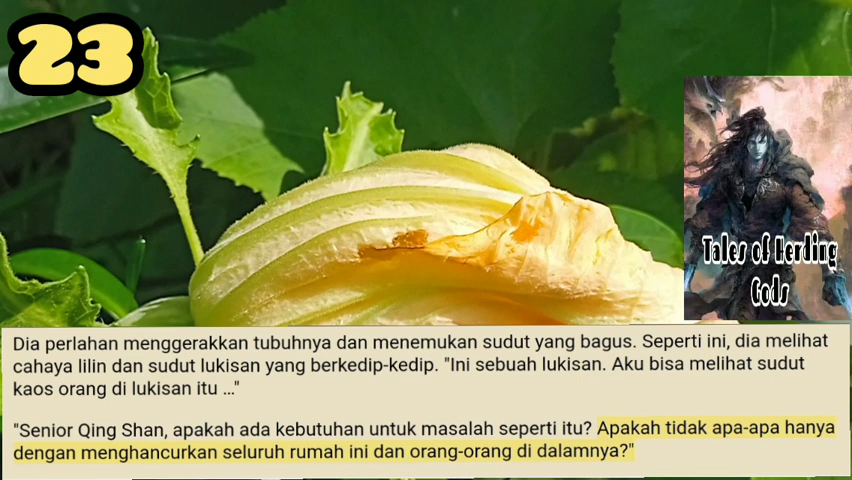 23
Tales of Herding
Gods
Dia perlahan menggerakkan tubuhnya dan menemukan sudut yang bagus. Seperti ini, dia melihat
cahaya lilin dan sudut lukisan yang berkedip-kedip. "Ini sebuah lukisan. Aku bisa melihat sudut
kaos orang di lukisan itu …"
"Senior Qing Shan, apakah ada kebutuhan untuk masalah seperti itu? Apakah tidak apa-apa hanya
dengan menghancurkan seluruh rumah ini dan orang-orang di dalamnya?"